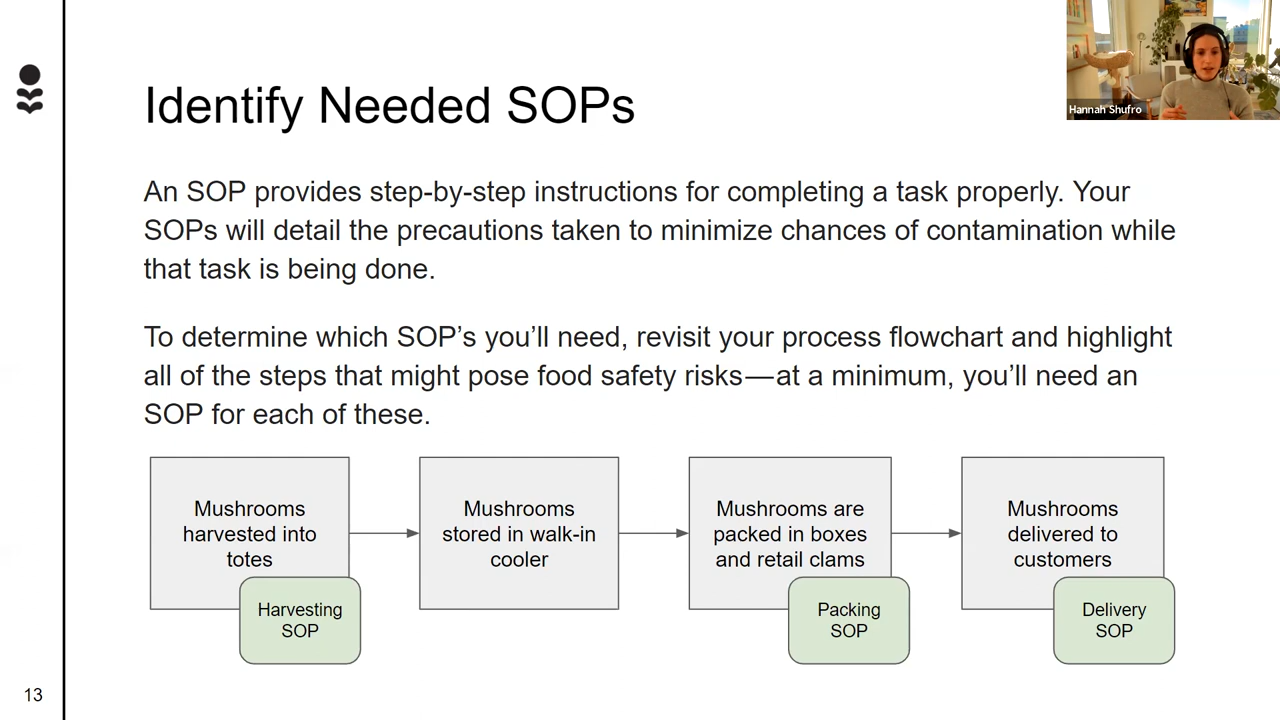 Identify Needed SOPs
Hannah Shufro
An SOP provides step-by-step instructions for completing a task properly. Your
SOPs will detail the precautions taken to minimize chances of contamination while
that task is being done.
To determine which SOP’s you’ll need, revisit your process flowchart and highlight
all of the steps that might pose food safety risks—at a minimum, you’ll need an
SOP for each of these.
Mushrooms
harvested into
totes
Harvesting
SOP
Mushrooms
stored in walk-in
cooler
Mushrooms are
packed in boxes
and retail clams
Packing
SOP
Mushrooms
delivered to
customers
Delivery
SOP
13